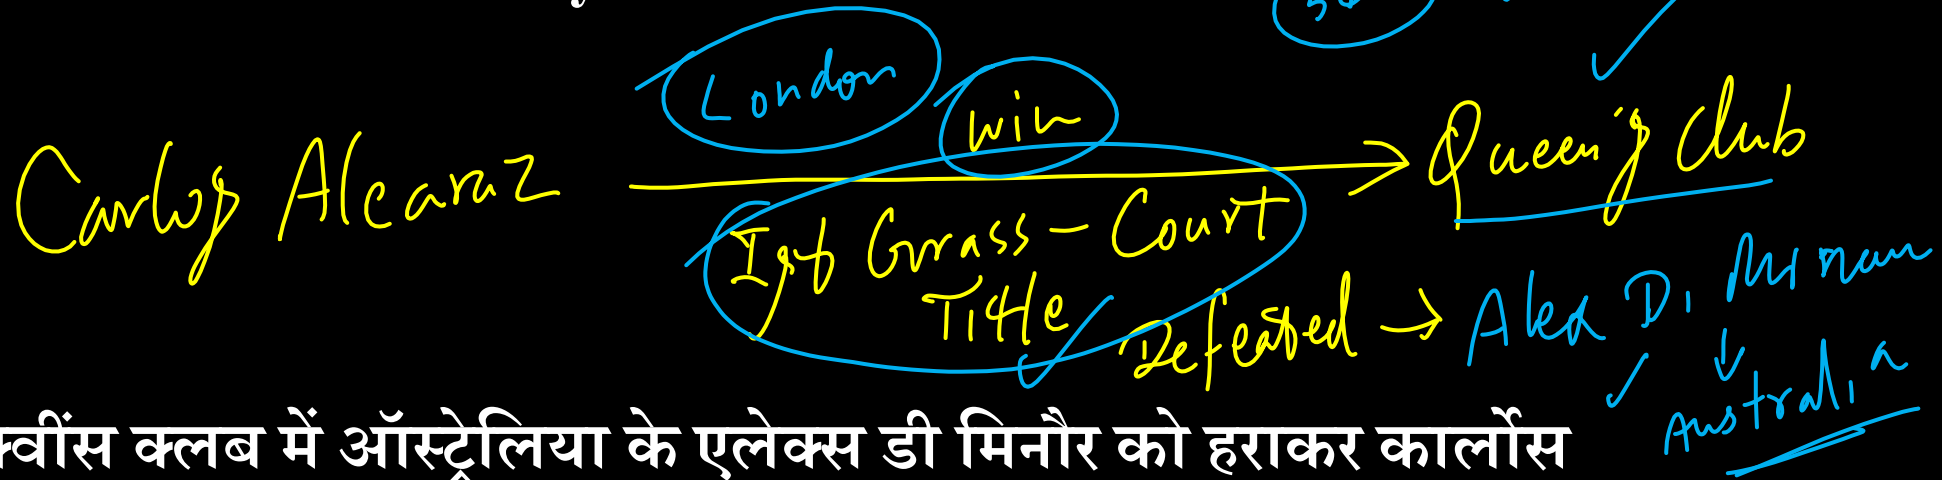 London
win
Carlos Alcaraz → Queen's Club
Ist Grass-Court
Title
Defeated → Alex D, Minaur
Australia
क्वींस क्लब में ऑस्ट्रेलिया के एलेक्स डी मिनौर को हराकर कार्लोस